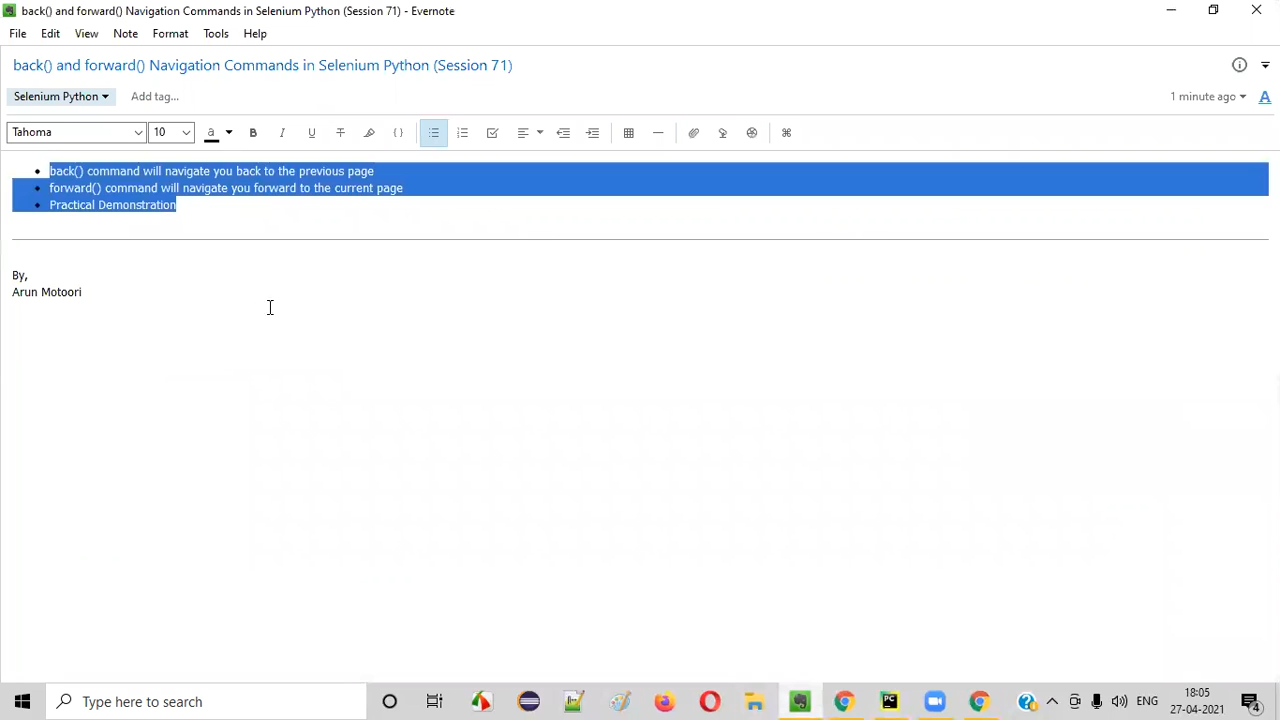 back() and forward() Navigation Commands in Selenium Python (Session 71) - Evernote
File Edit View Note Format Tools Help
back() and forward() Navigation Commands in Selenium Python (Session 71)
Selenium Python Add tag... 1 minute ago
Tahoma 10 a B I U T { } A
back() command will navigate you back to the previous page
forward() command will navigate you forward to the current page
Practical Demonstration
By,
Arun Motoori
Type here to search
ENG
18:05
27-04-2021
4